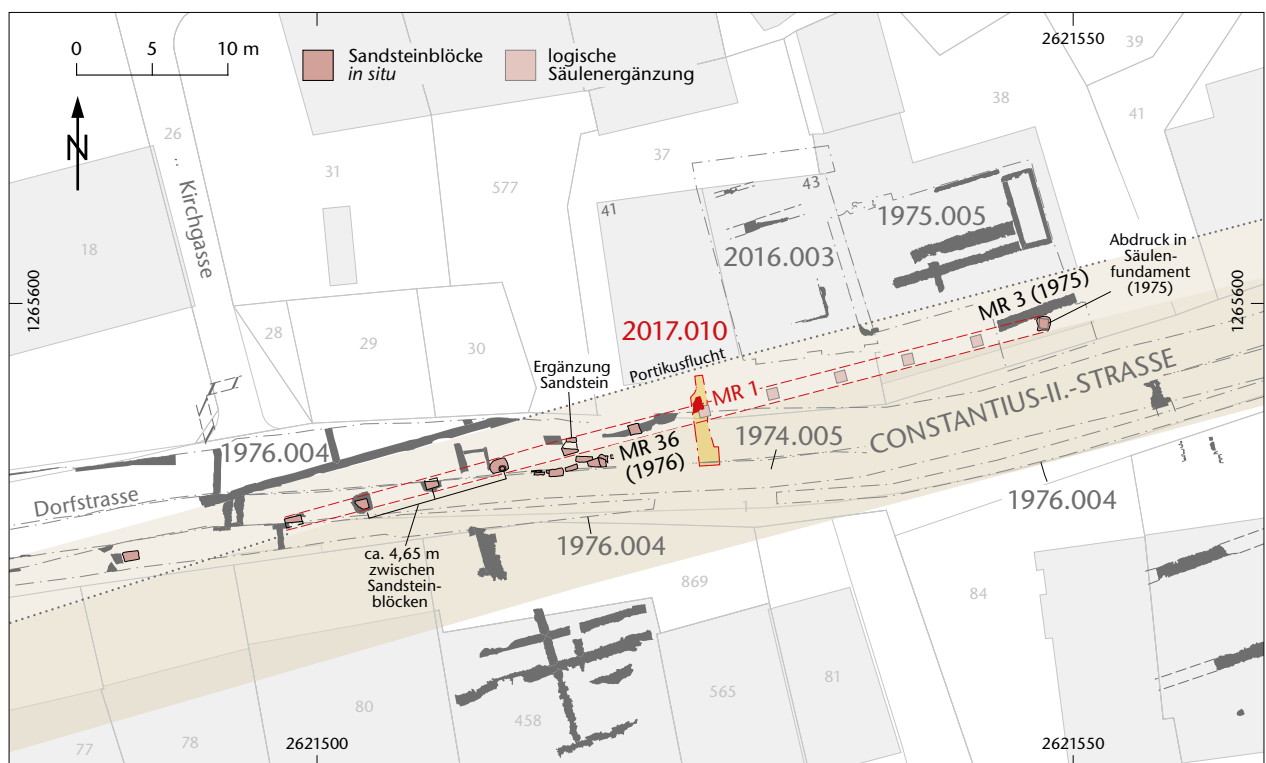 0 5 10 m
Sandsteinblöcke
in situ
logische
Säulenergänzung
2621550
39
26
Kirchgasse
31
577
37
38
41
41
43
18
1975.005
2016.003
Abdruck in
Säulen-
fundament
(1975)
1265600
1265600
MR 3 (1975)
2017.010
Portikusflucht
28
29
30
Ergänzung
Sandstein
MR 1
MR 36
(1976)
1974.005
CONSTANTIUS-II.-STRASSE
1976.004
Dorfstrasse
1
1976.004
1976.004
ca. 4,65 m
zwischen
Sandstein-
blöcken
869
84
80
565
81
458
77
78
2621500
2621550
N